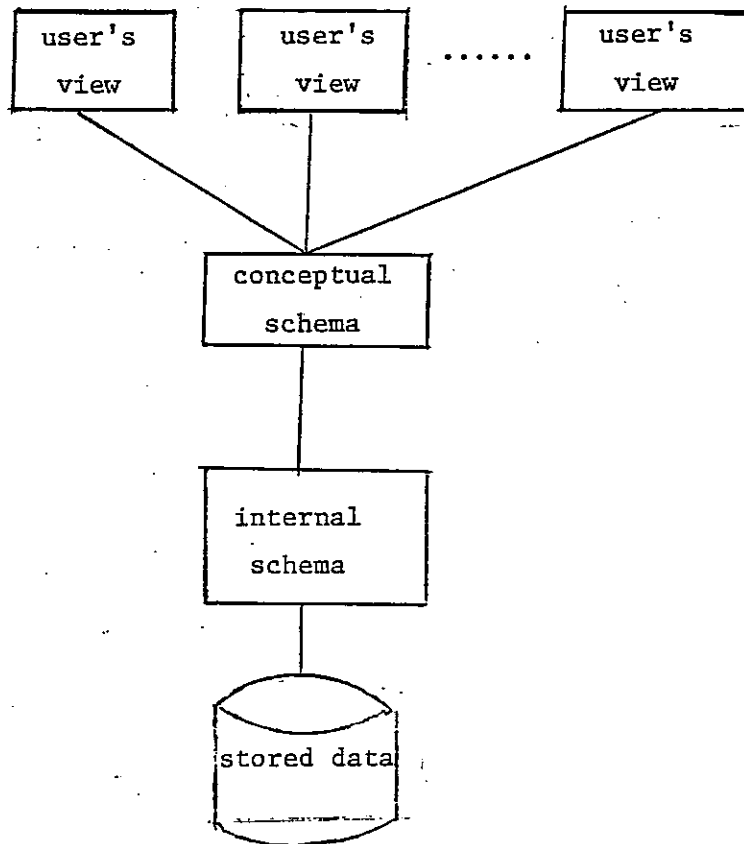 user's
view
user's
view
......
user's
view
conceptual
schema
internal
schema
stored data